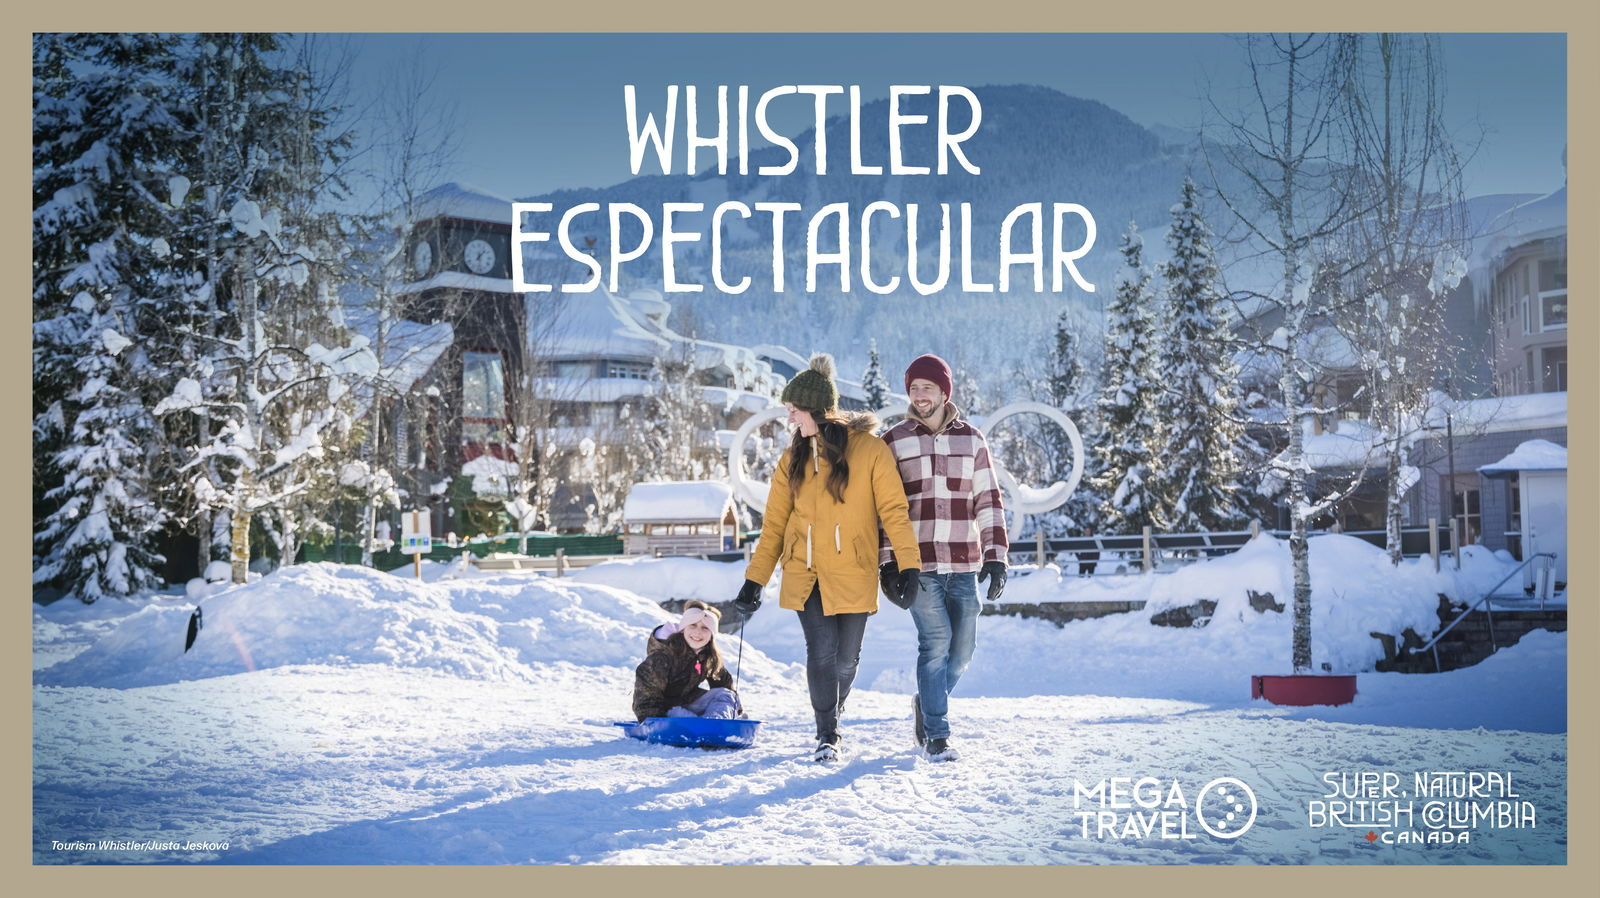 WHISTLER
ESPECTACULAR
MEGA
TRAVEL
SUPER, NATURAL
BRITISH COLUMBIA
CANADA
Tourism Whistler/Justa Jeskova